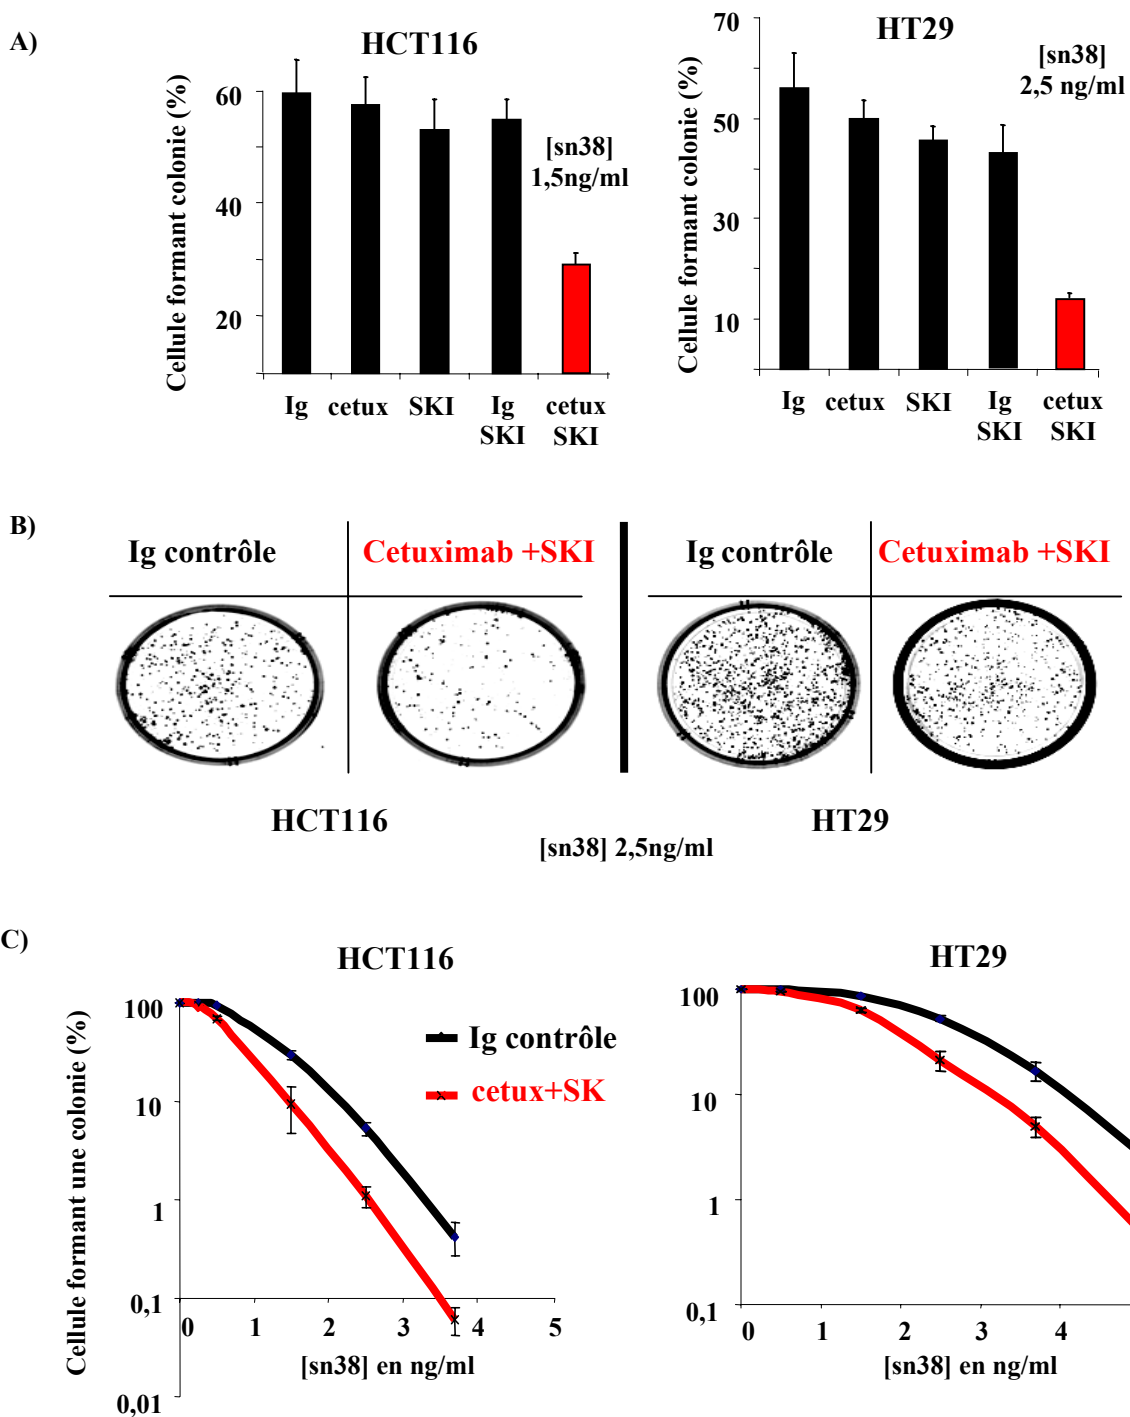 A)
HCT116
Cellule formant colonie (%)
60
40
20
[sn38]
1,5ng/ml
Ig cetux SKI Ig cetux
SKI SKI
HT29
Cellule formant colonie (%)
70
50
30
10
[sn38]
2,5 ng/ml
Ig cetux SKI Ig cetux
SKI SKI
B)
Ig contrôle Cetuximab +SKI Ig contrôle Cetuximab +SKI
HCT116 HT29
[sn38] 2,5ng/ml
C)
HCT116
Cellule formant une colonie (%)
100
10
1
0,1
0,01
0 1 2 3 4 5
[sn38] en ng/ml
Ig contrôle
cetux+SK
HT29
100
10
1
0,1
0 1 2 3 4
[sn38] en ng/ml